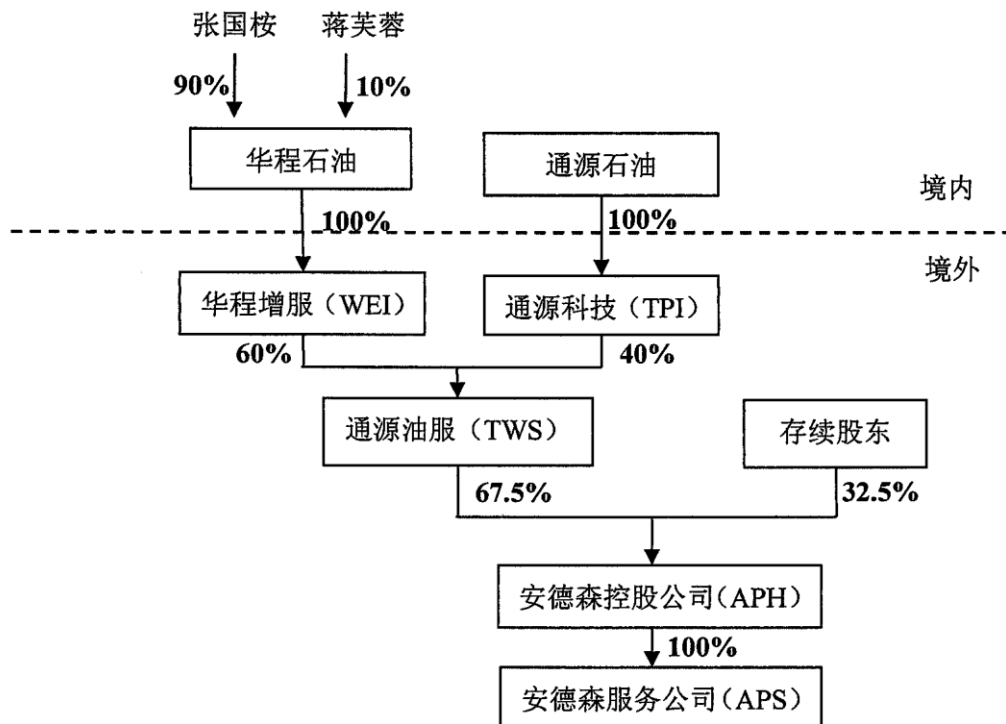 张国桉 蒋芙蓉
90% 10%
华程石油 通源石油
境内
100% 100%
境外
华程增服（WEI） 通源科技（TPI）
60% 40%
通源油服（TWS） 存续股东
67.5% 32.5%
安德森控股公司（APH）
100%
安德森服务公司（APS）